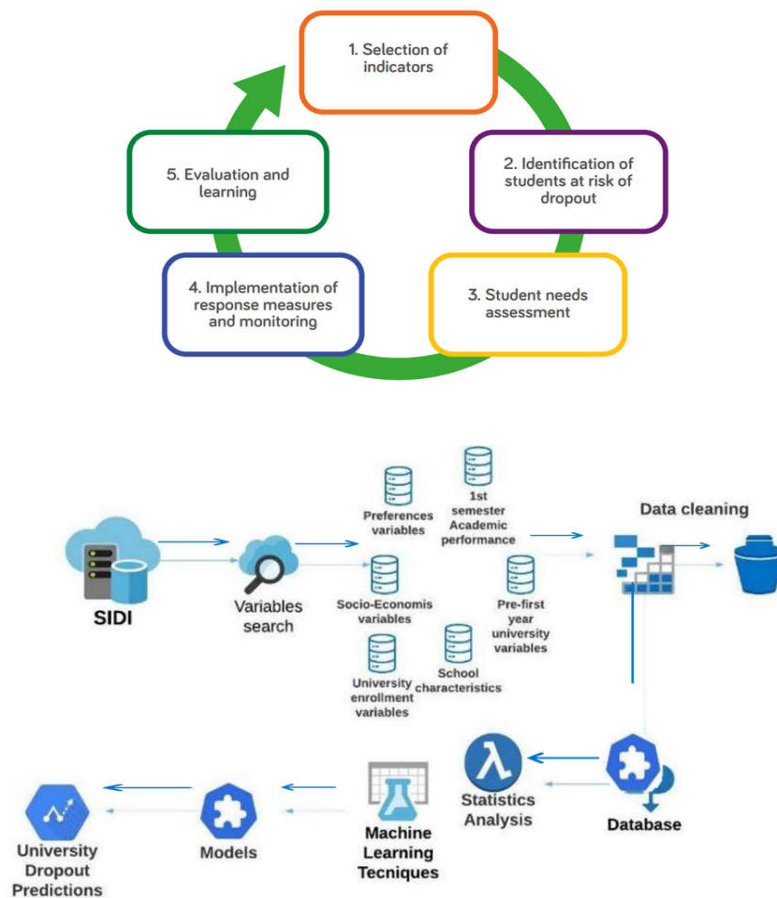 1. Selection of
indicators
2. Identification of
students at risk of
dropout
3. Student needs
assessment
4. Implementation of
response measures
and monitoring
5. Evaluation and
learning
SIDI
Variables
search
Preferences
variables
1st
semester
Academic
performance
Socio-Economis
variables
Pre-first
year
university
variables
University
enrollment
variables
School
characteristics
Data cleaning
Database
Statistics
Analysis
Machine
Learning
Tecniques
Models
University
Dropout
Predictions